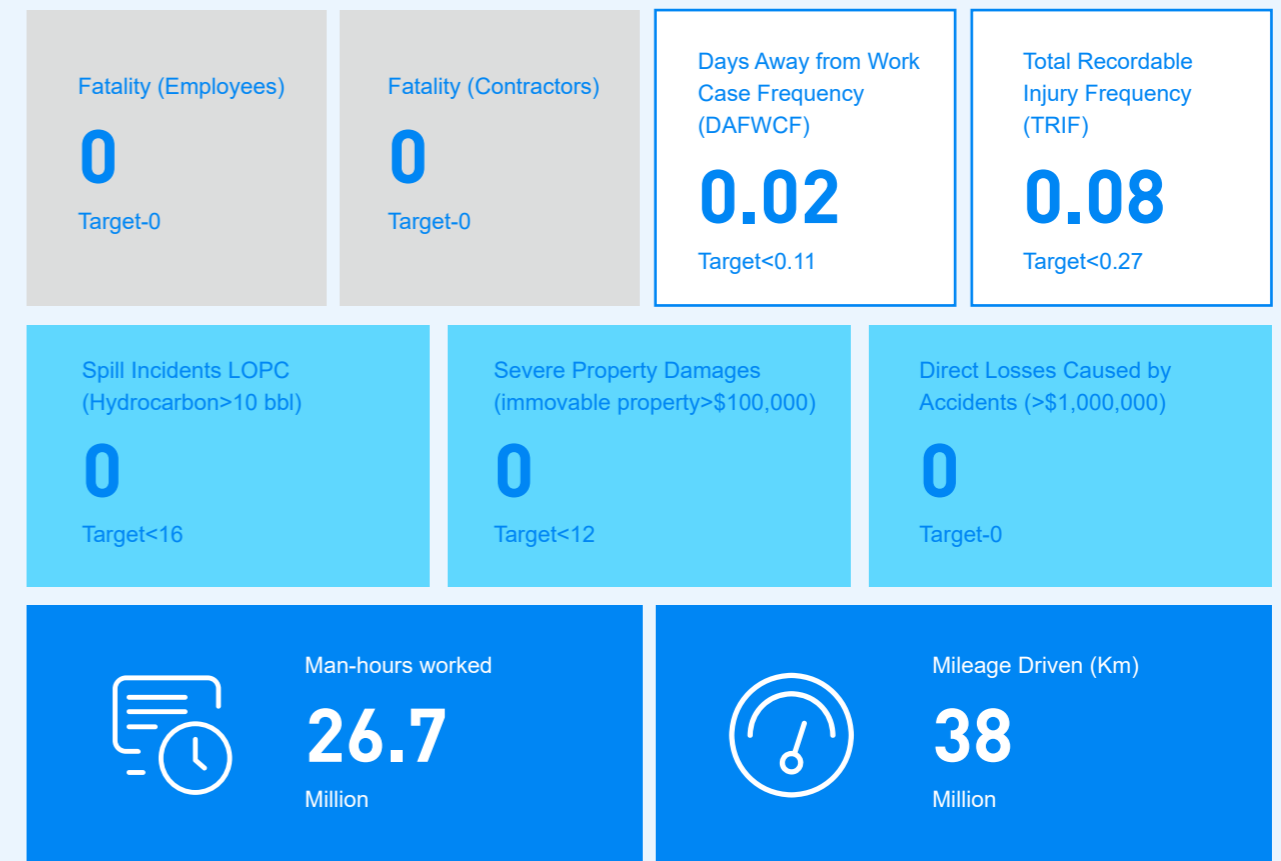 Fatality (Employees)
0
Target-0
Fatality (Contractors)
0
Target-0
Days Away from Work
Case Frequency
(DAFWCF)
0.02
Target<0.11
Total Recordable
Injury Frequency
(TRIF)
0.08
Target<0.27
Spill Incidents LOPC
(Hydrocarbon>10 bbl)
0
Target<16
Severe Property Damages
(immovable property>$100,000)
0
Target<12
Direct Losses Caused by
Accidents (>$1,000,000)
0
Target-0
Man-hours worked
26.7
Million
Mileage Driven (Km)
38
Million